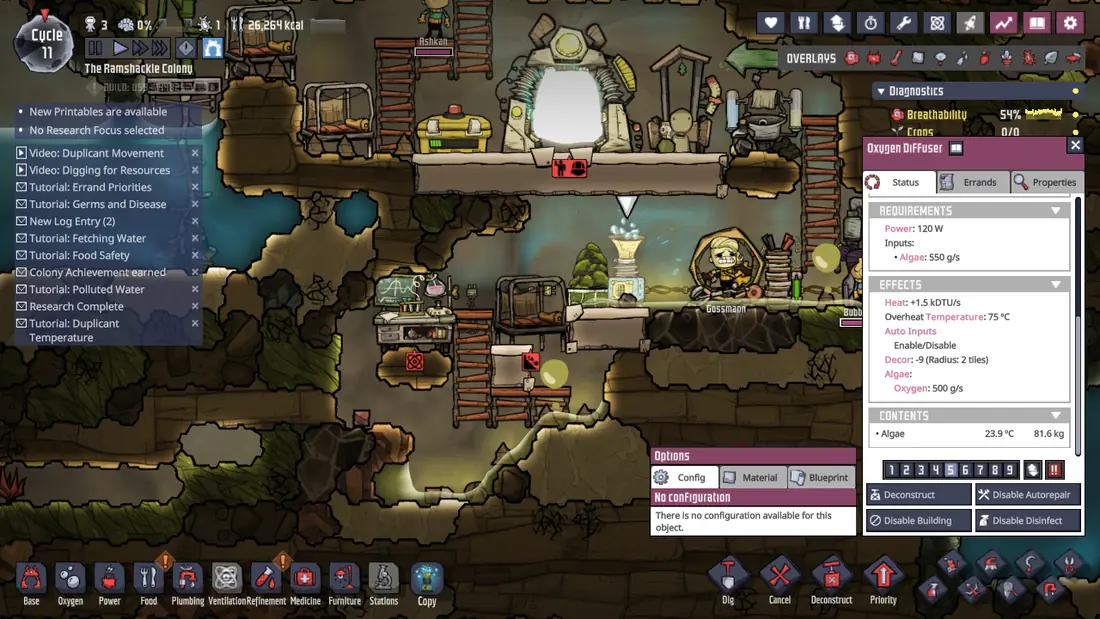 Cycle
11
3
0%
1
26,264 kcal
The Ramshackle Colony
• New Printables are available
• No Research Focus selected
Video: Duplicant Movement
Video: Digging for Resources
Tutorial: Errand Priorities
Tutorial: Germs and Disease
New Log Entry (2)
Tutorial: Fetching Water
Tutorial: Food Safety
Colony Achievement earned
Tutorial: Polluted Water
Research Complete
Tutorial: Duplicant
Temperature
Ashkan
Gossmann
Bubb
OVERLAYS
Diagnostics
Breathability 54%
Crops 0/0
Oxygen Diffuser
Status
Errands
Properties
REQUIREMENTS
Power: 120 W
Inputs:
• Algae: 550 g/s
EFFECTS
Heat: +1.5 kDTU/s
Overheat Temperature: 75 °C
Auto Inputs
Enable/Disable
Decor: -9 (Radius: 2 tiles)
Algae:
Oxygen: 500 g/s
CONTENTS
• Algae 23.9 °C 81.6 kg
1 2 3 4 5 6 7 8 9 !!
Deconstruct
Disable Autorepair
Disable Building
Disable Disinfect
Options
Config
Material
Blueprint
No configuration
There is no configuration available for this
object.
Base
Oxygen
Power
Food
Plumbing
Ventilation
Refinement
Medicine
Furniture
Stations
Copy
Dig
Cancel
Deconstruct
Priority